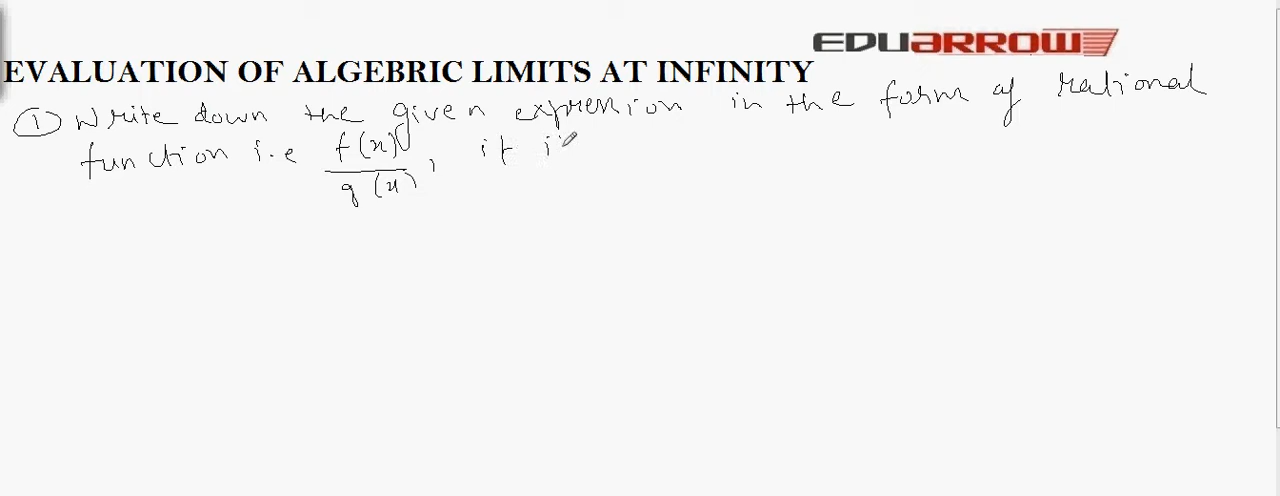 EDUARROW
EVALUATION OF ALGEBRIC LIMITS AT INFINITY
① Write down the given expression in the form of rational
function i.e f(x)/g(x), if i